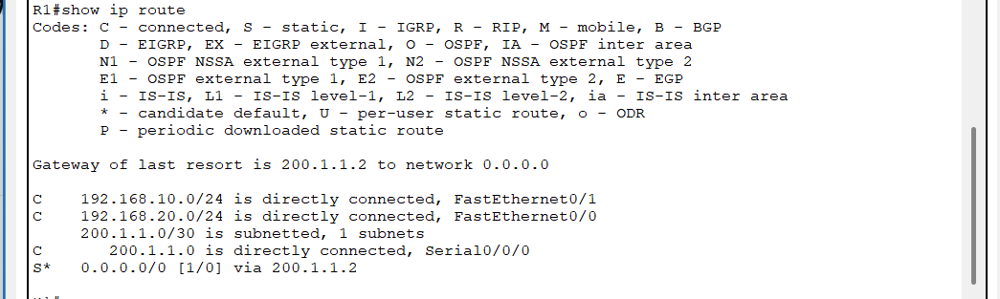 R1#show ip route
Codes: C - connected, S - static, I - IGRP, R - RIP, M - mobile, B - BGP
       D - EIGRP, EX - EIGRP external, O - OSPF, IA - OSPF inter area
       N1 - OSPF NSSA external type 1, N2 - OSPF NSSA external type 2
       E1 - OSPF external type 1, E2 - OSPF external type 2, E - EGP
       i - IS-IS, L1 - IS-IS level-1, L2 - IS-IS level-2, ia - IS-IS inter area
       * - candidate default, U - per-user static route, o - ODR
       P - periodic downloaded static route

Gateway of last resort is 200.1.1.2 to network 0.0.0.0

C    192.168.10.0/24 is directly connected, FastEthernet0/1
C    192.168.20.0/24 is directly connected, FastEthernet0/0
     200.1.1.0/30 is subnetted, 1 subnets
C       200.1.1.0 is directly connected, Serial0/0/0
S*   0.0.0.0/0 [1/0] via 200.1.1.2